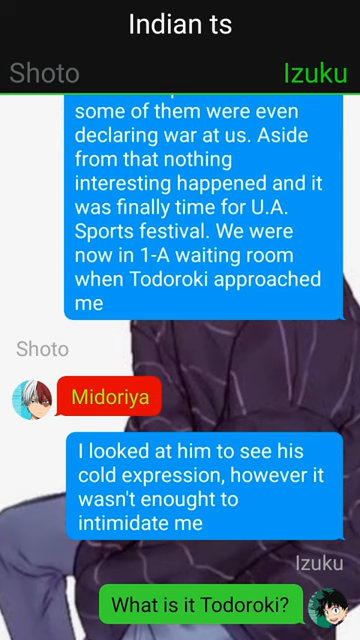 Indian ts
Shoto
Izuku
some of them were even
declaring war at us. Aside
from that nothing
interesting happened and it
was finally time for U.A.
Sports festival. We were
now in 1-A waiting room
when Todoroki approached
me
Shoto
Midoriya
I looked at him to see his
cold expression, however it
wasn't enought to
intimidate me
Izuku
What is it Todoroki?